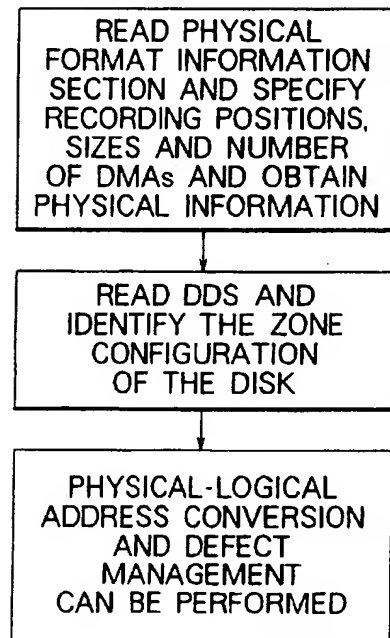 READ PHYSICAL
FORMAT INFORMATION
SECTION AND SPECIFY
RECORDING POSITIONS,
SIZES AND NUMBER
OF DMAs AND OBTAIN
PHYSICAL INFORMATION
READ DDS AND
IDENTIFY THE ZONE
CONFIGURATION
OF THE DISK
PHYSICAL-LOGICAL
ADDRESS CONVERSION
AND DEFECT
MANAGEMENT
CAN BE PERFORMED